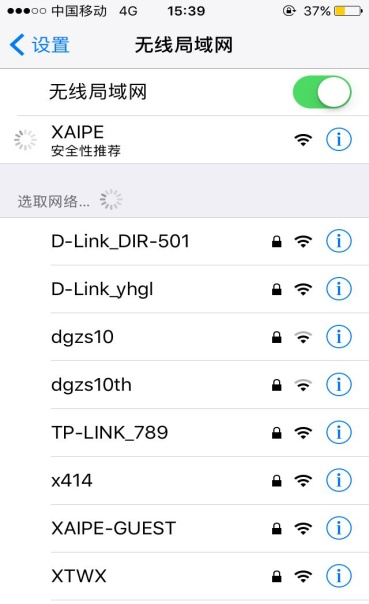 中国移动 4G 15:39 37%
设置 无线局域网
无线局域网
XAIPE
安全性推荐
选取网络...
D-Link_DIR-501
D-Link_yhgl
dgzs10
dgzs10th
TP-LINK_789
x414
XAIPE-GUEST
XTWX